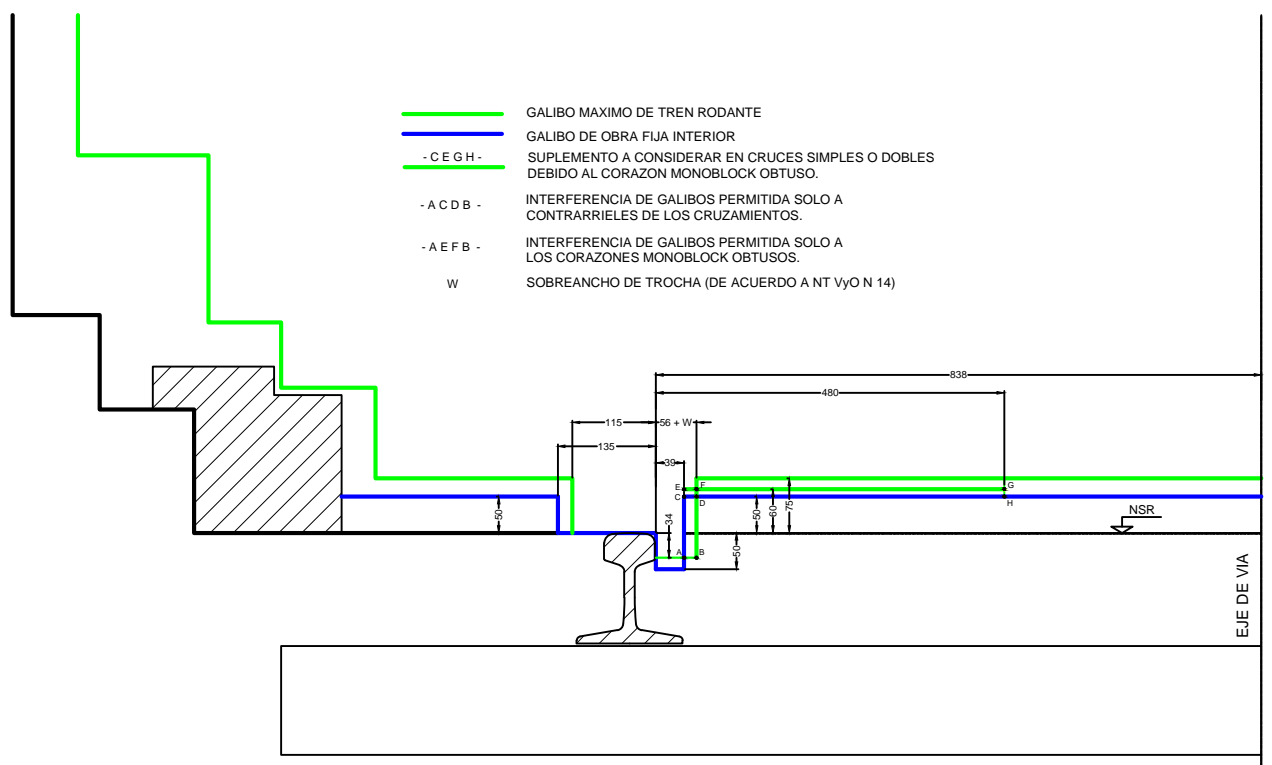 GALIBO MAXIMO DE TREN RODANTE
GALIBO DE OBRA FIJA INTERIOR
- C E G H -
SUPLEMENTO A CONSIDERAR EN CRUCES SIMPLES O DOBLES
DEBIDO AL CORAZON MONOBLOCK OBTUSO.
- A C D B -
INTERFERENCIA DE GALIBOS PERMITIDA SOLO A
CONTRARRIELES DE LOS CRUZAMIENTOS.
- A E F B -
INTERFERENCIA DE GALIBOS PERMITIDA SOLO A
LOS CORAZONES MONOBLOCK OBTUSOS.
W
SOBREANCHO DE TROCHA (DE ACUERDO A NT VyO N 14)
838
480
115
56 + W
135
39
E
F
G
C
D
H
50
34
50
60
75
NSR
A
B
50
EJE DE VIA